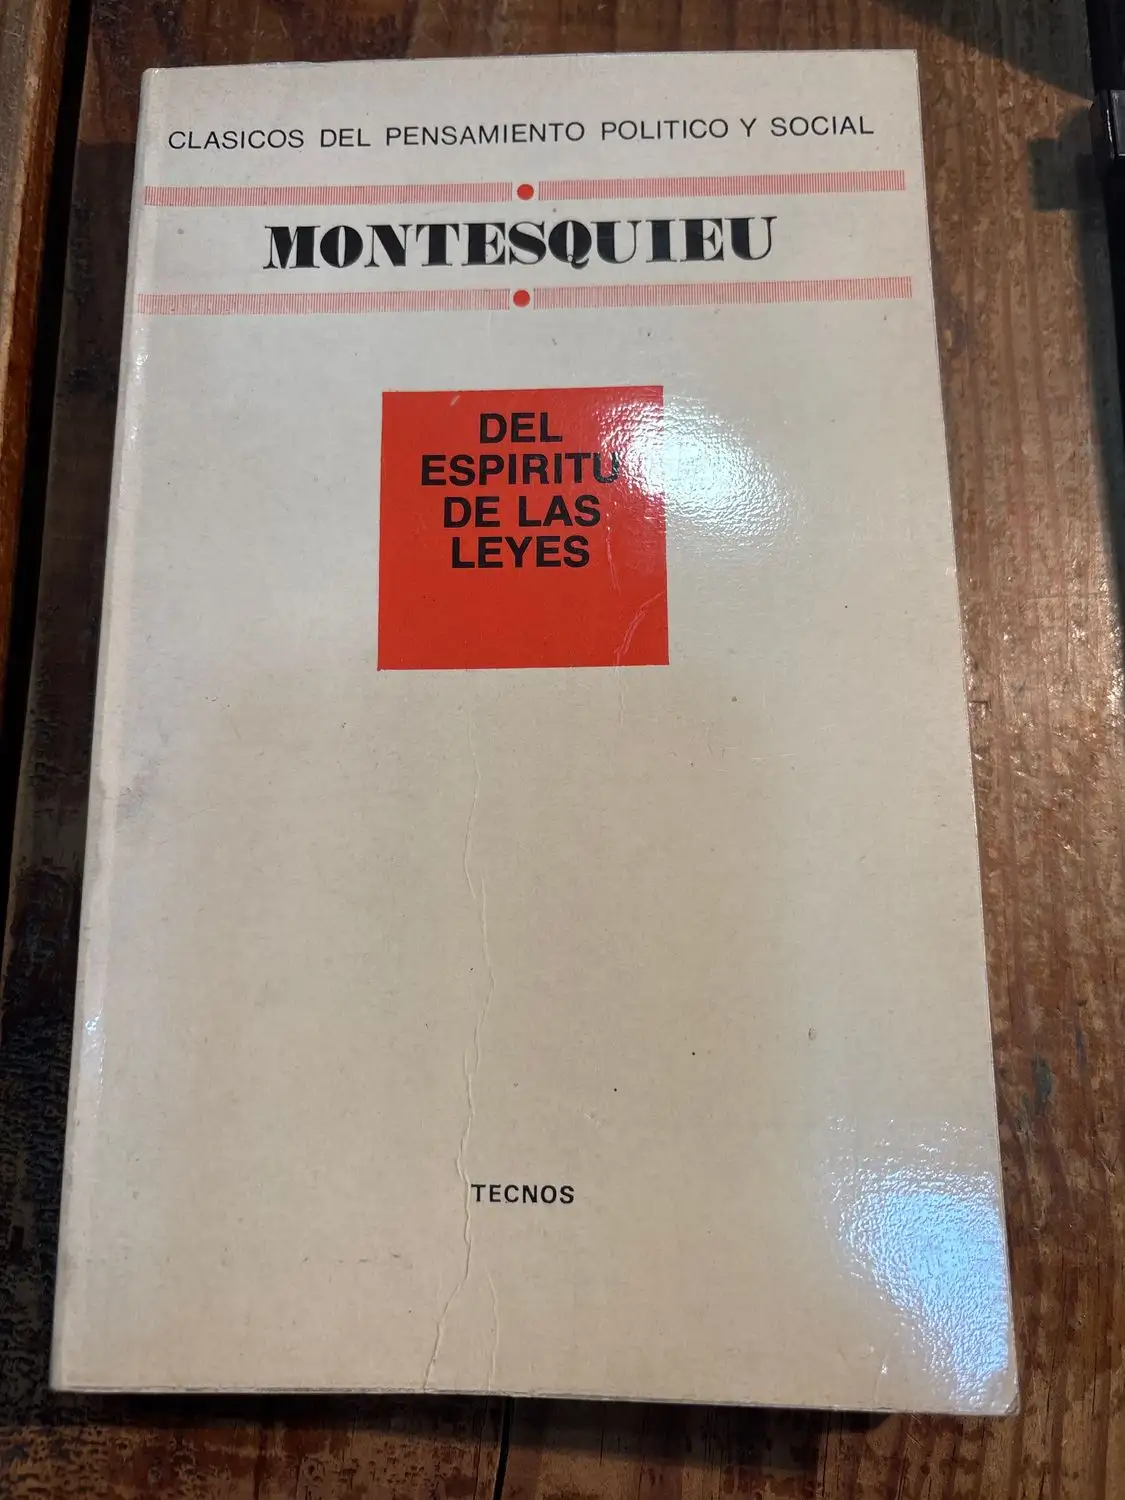 CLASICOS DEL PENSAMIENTO POLITICO Y SOCIAL
MONTESQUIEU
DEL
ESPIRITU
DE LAS
LEYES
TECNOS